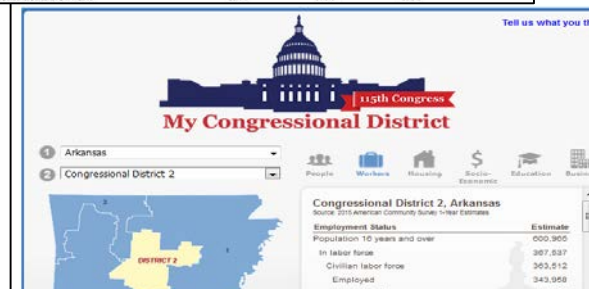 Tell us what you th
115th Congress
My Congressional District
1 Arkansas
2 Congressional District 2
People Workers Housing Socio-Economic Education Busin
Congressional District 2, Arkansas
Source: 2015 American Community Survey 1-Year Estimates
Employment Status Estimate
Population 16 years and over 600,965
In labor force 367,537
Civilian labor force 363,512
Employed 343,958
DISTRICT 2